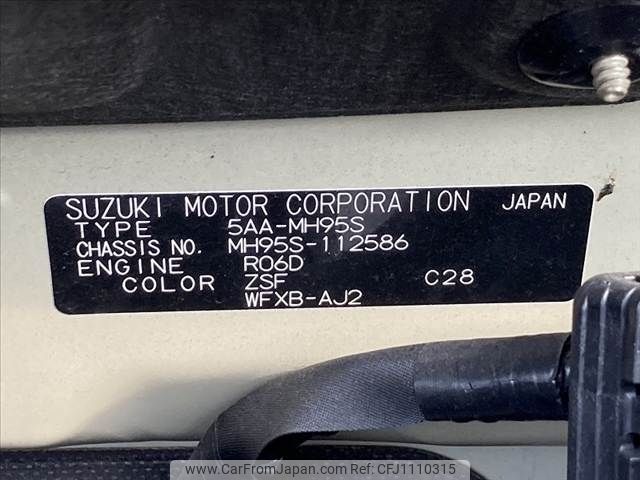 SUZUKI MOTOR CORPORATION JAPAN
TYPE 5AA-MH95S
CHASSIS NO. MH95S-112586
ENGINE R06D
COLOR ZSF C28
WFXB-AJ2
www.CarFromJapan.com Ref:CFJ1110315